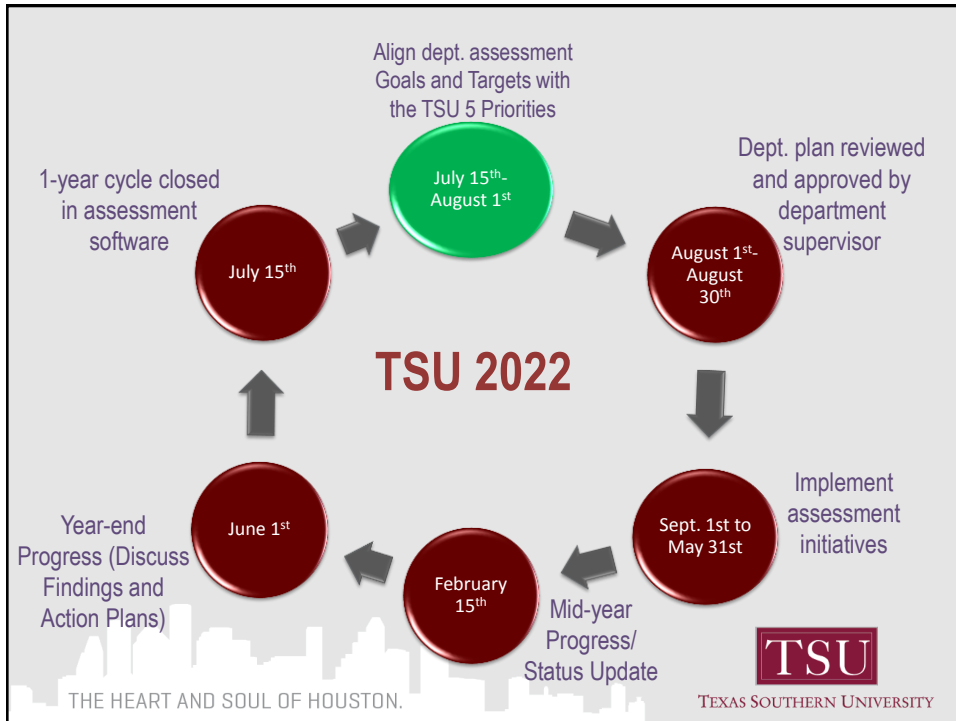 Align dept. assessment
Goals and Targets with
the TSU 5 Priorities
July 15th-
August 1st
Dept. plan reviewed
and approved by
department
supervisor
August 1st-
August
30th
Implement
assessment
initiatives
Sept. 1st to
May 31st
Mid-year
Progress/
Status Update
February
15th
Year-end
Progress (Discuss
Findings and
Action Plans)
June 1st
1-year cycle closed
in assessment
software
July 15th
TSU 2022
THE HEART AND SOUL OF HOUSTON.
TSU
TEXAS SOUTHERN UNIVERSITY